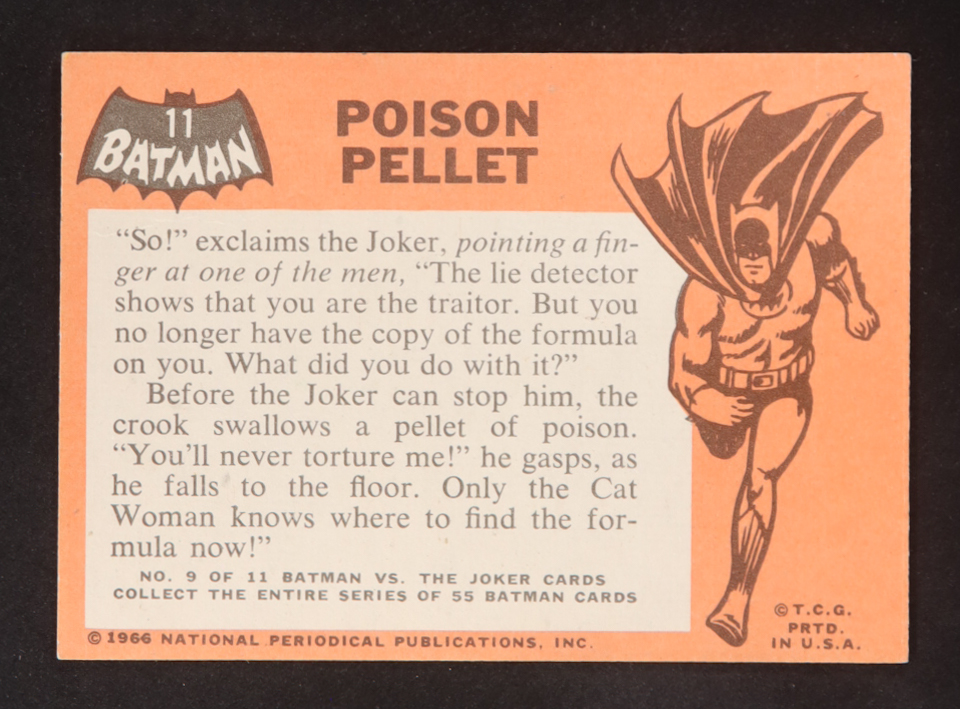 11
BATMAN
POISON
PELLET
“So!” exclaims the Joker, pointing a fin-
ger at one of the men, “The lie detector
shows that you are the traitor. But you
no longer have the copy of the formula
on you. What did you do with it?”
Before the Joker can stop him, the
crook swallows a pellet of poison.
“You’ll never torture me!” he gasps, as
he falls to the floor. Only the Cat
Woman knows where to find the for-
mula now!”
NO. 9 OF 11 BATMAN VS. THE JOKER CARDS
COLLECT THE ENTIRE SERIES OF 55 BATMAN CARDS
© 1966 NATIONAL PERIODICAL PUBLICATIONS, INC.
© T.C.G.
PRTD.
IN U.S.A.